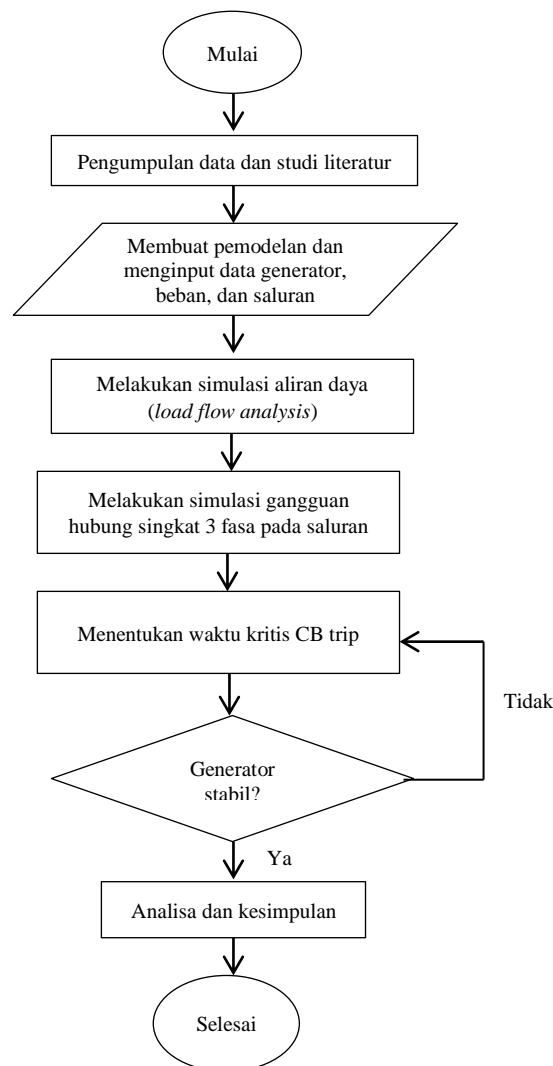 Mulai
Pengumpulan data dan studi literatur
Membuat pemodelan dan
menginput data generator,
beban, dan saluran
Melakukan simulasi aliran daya
(load flow analysis)
Melakukan simulasi gangguan
hubung singkat 3 fasa pada saluran
Menentukan waktu kritis CB trip
Tidak
Generator
stabil?
Ya
Analisa dan kesimpulan
Selesai